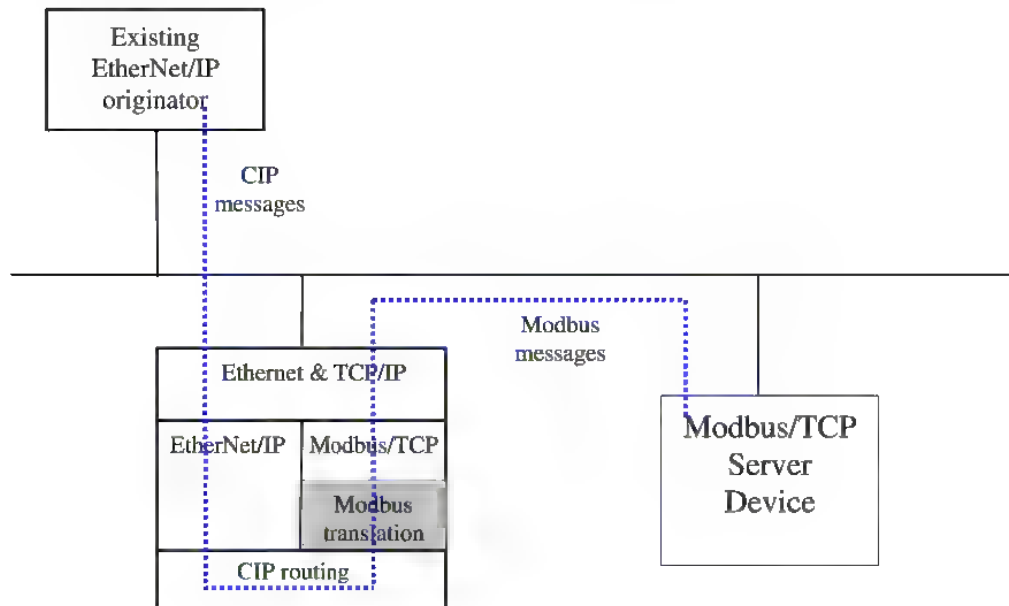 Existing
EtherNet/IP
originator
CIP
messages
Modbus
messages
Ethernet & TCP/IP
EtherNet/IP
Modbus/TCP
Modbus
translation
CIP routing
Modbus/TCP
Server
Device